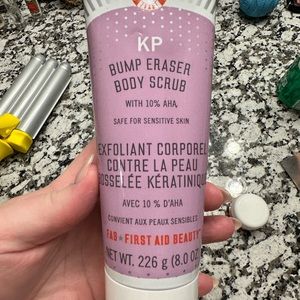 KP
BUMP ERASER
BODY SCRUB
WITH 10% AHA
SAFE FOR SENSITIVE SKIN
EXFOLIANT CORPOREL
CONTRE LA PEAU
BOSSELÉE KÉRATINIQUE
AVEC 10 % D'AHA
CONVIENT AUX PEAUX SENSIBLES
FAB FIRST AID BEAUTY
NET WT. 226 g (8.0 OZ